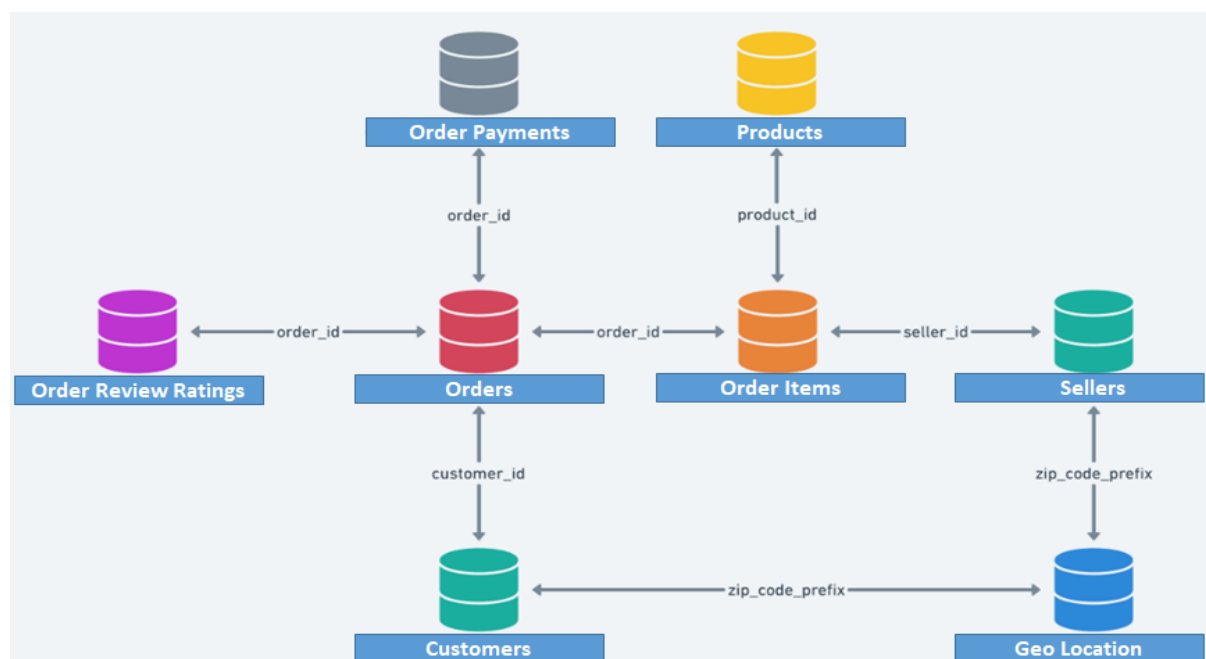 Order Payments
Products
order_id
product_id
order_id
order_id
seller_id
Order Review Ratings
Orders
Order Items
Sellers
customer_id
zip_code_prefix
zip_code_prefix
Customers
Geo Location